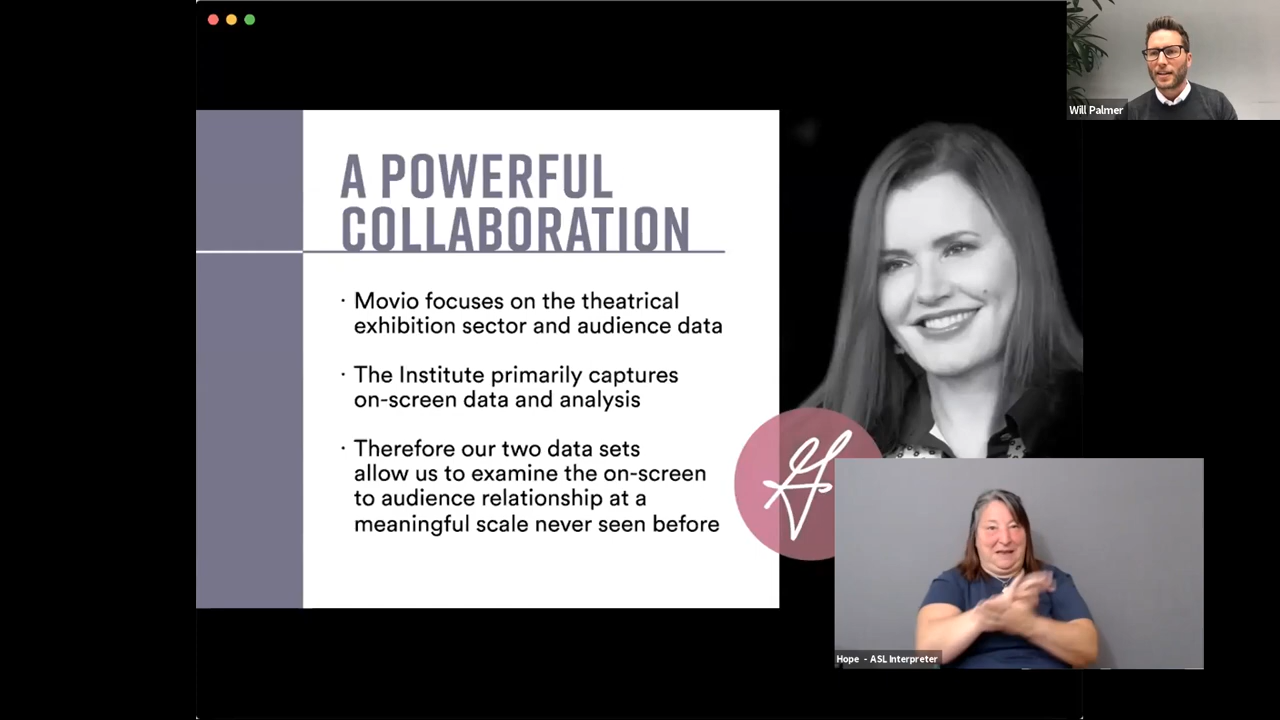 Will Palmer
A POWERFUL
COLLABORATION
· Movio focuses on the theatrical
exhibition sector and audience data
· The Institute primarily captures
on-screen data and analysis
· Therefore our two data sets
allow us to examine the on-screen
to audience relationship at a
meaningful scale never seen before
Hope - ASL Interpreter